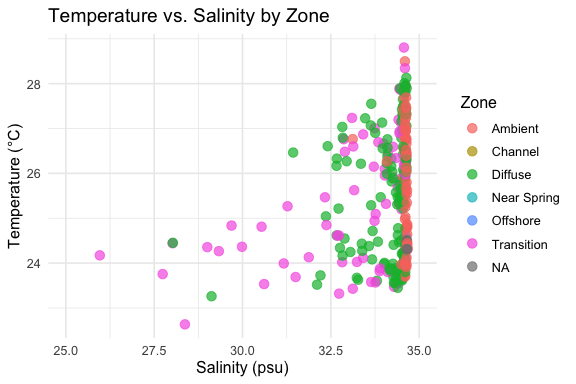 Temperature vs. Salinity by Zone
28
26
24
Temperature (°C)
25.0 27.5 30.0 32.5 35.0
Salinity (psu)
Zone
Ambient
Channel
Diffuse
Near Spring
Offshore
Transition
NA